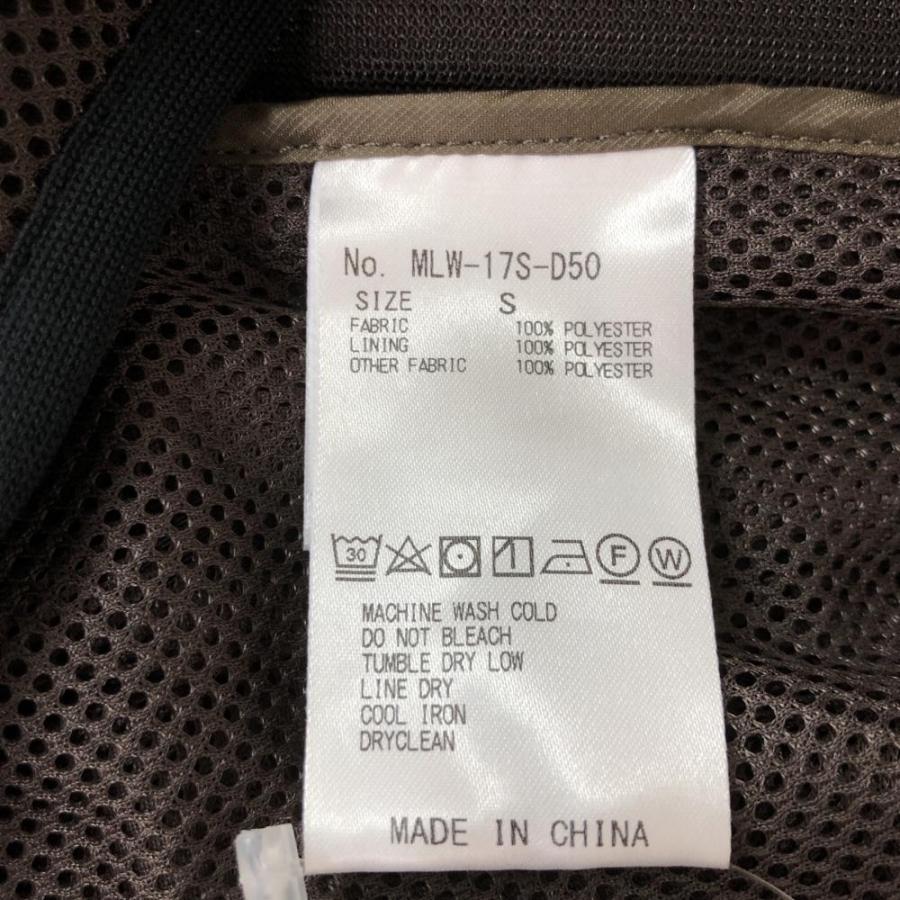 No. MLW-17S-D50
SIZE S
FABRIC 100% POLYESTER
LINING 100% POLYESTER
OTHER FABRIC 100% POLYESTER
30 F W
MACHINE WASH COLD
DO NOT BLEACH
TUMBLE DRY LOW
LINE DRY
COOL IRON
DRYCLEAN
MADE IN CHINA